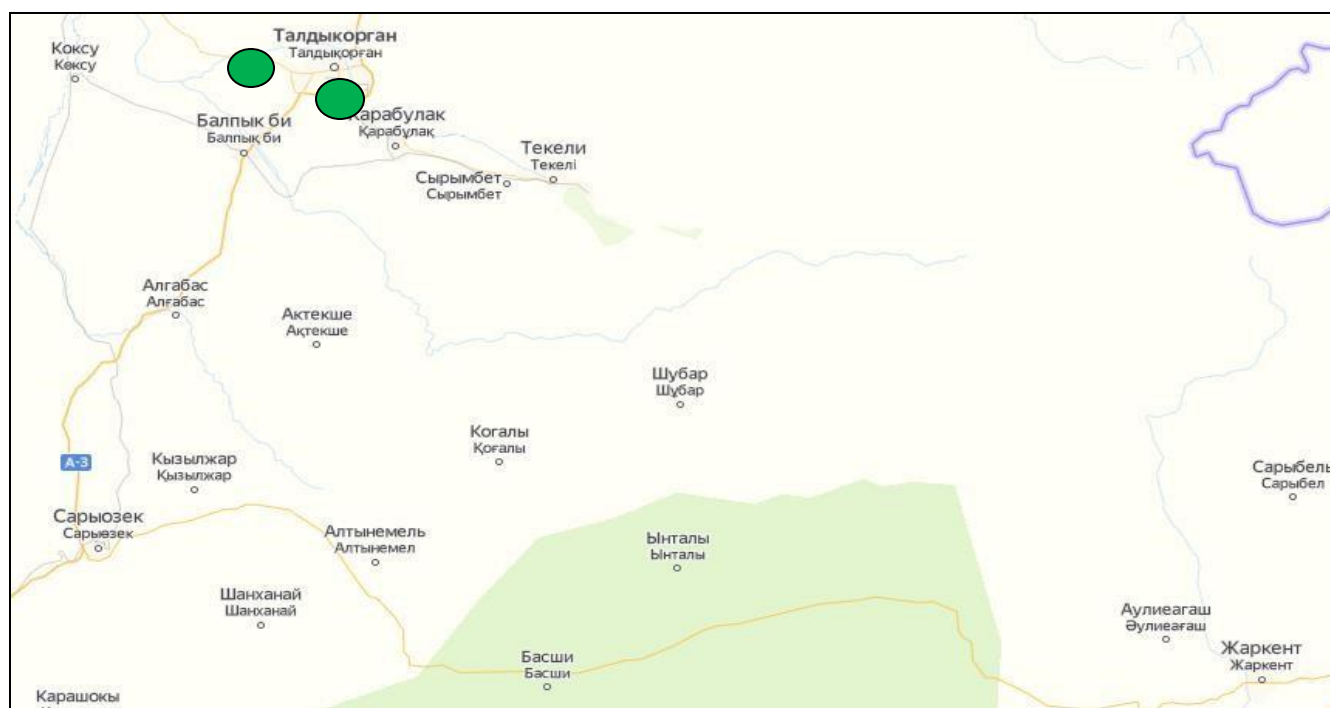 Талдыкорган
Талдықорған
Коксу
Көксу
Балпык би
Балпық би
Карабулак
Қарабұлақ
Текели
Текелі
Сырымбет
Сырымбет
Алгабас
Алғабас
Актекше
Ақтекше
Шубар
Шұбар
Когалы
Қоғалы
А-3
Кызылжар
Қызылжар
Сарыбель
Сарыбел
Сарыозек
Сарыөзек
Алтынемель
Алтынемел
Ынталы
Ынталы
Шанханай
Шанханай
Аулиеагаш
Әулиеағаш
Басши
Басши
Жаркент
Жаркент
Карашокы